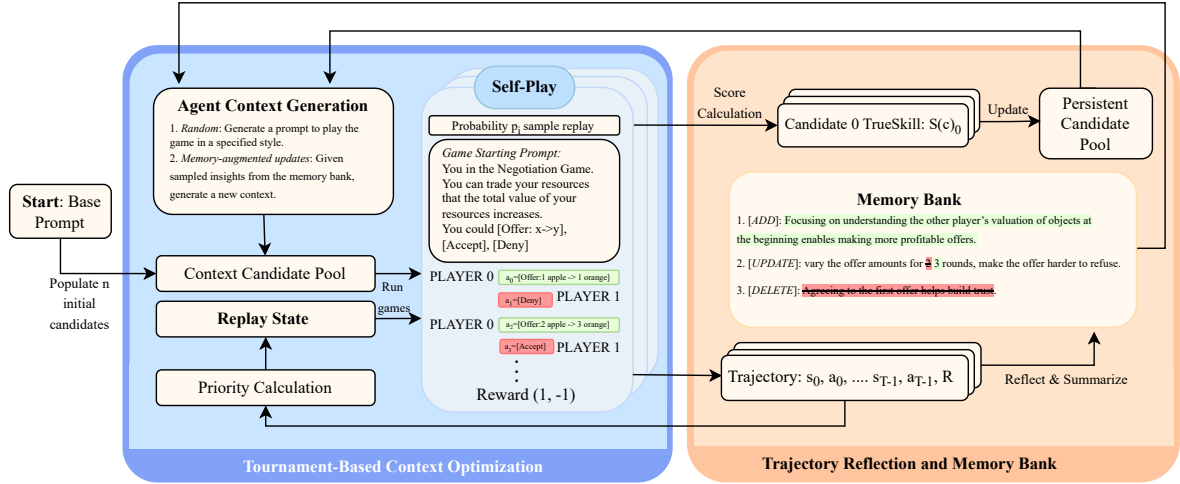 Start: Base
Prompt
Populate n
initial
candidates
Agent Context Generation
1. Random: Generate a prompt to play the
game in a specified style.
2. Memory-augmented updates: Given
sampled insights from the memory bank,
generate a new context.
Context Candidate Pool
Replay State
Priority Calculation
Run
games
Self-Play
Probability pi sample replay
Game Starting Prompt:
You in the Negotiation Game.
You can trade your resources
that the total value of your
resources increases.
You could [Offer: x->y],
[Accept], [Deny]
PLAYER 0 a0=[Offer:1 apple -> 1 orange]
a1=[Deny] PLAYER 1
PLAYER 0 a2=[Offer:2 apple -> 3 orange]
a3=[Accept] PLAYER 1
Reward (1, -1)
Tournament-Based Context Optimization
Score
Calculation
Candidate 0 TrueSkill: S(c)0
Update
Persistent
Candidate
Pool
Memory Bank
1. [ADD]: Focusing on understanding the other player's valuation of objects at
the beginning enables making more profitable offers.
2. [UPDATE]: vary the offer amounts for 2 3 rounds, make the offer harder to refuse.
3. [DELETE]: Agreeing to the first offer helps build trust.
Trajectory: s0, a0, .... sT-1, aT-1, R
Reflect & Summarize
Trajectory Reflection and Memory Bank